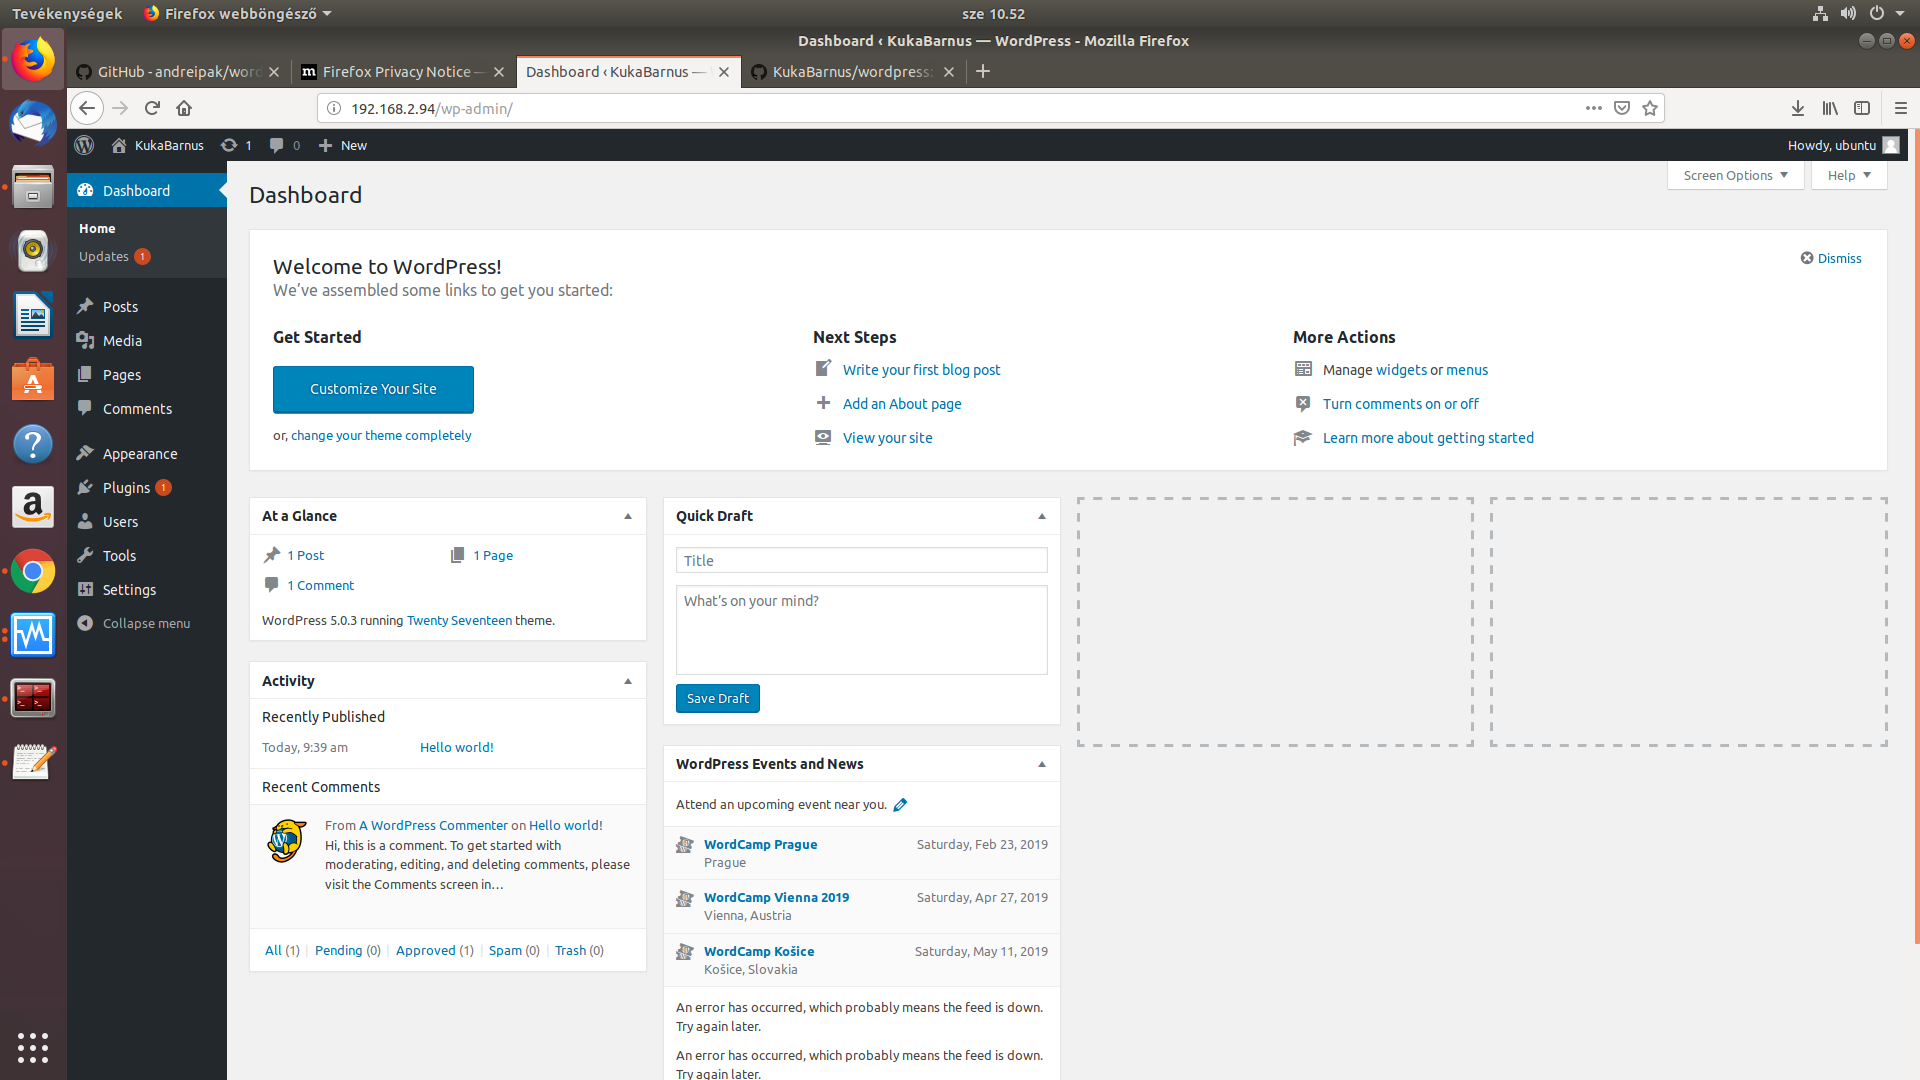 Tevékenységek
Firefox webböngésző
sze 10.52
Dashboard ‹ KukaBarnus — WordPress - Mozilla Firefox
GitHub - andreipak/word
Firefox Privacy Notice —
Dashboard ‹ KukaBarnus —
KukaBarnus/wordpress:
192.168.2.94/wp-admin/
KukaBarnus
1
0
New
Howdy, ubuntu
Dashboard
Home
Updates 1
Posts
Media
Pages
Comments
Appearance
Plugins 1
Users
Tools
Settings
Collapse menu
Dashboard
Screen Options
Help
Welcome to WordPress!
We've assembled some links to get you started:
Dismiss
Get Started
Customize Your Site
or, change your theme completely
Next Steps
Write your first blog post
Add an About page
View your site
More Actions
Manage widgets or menus
Turn comments on or off
Learn more about getting started
At a Glance
1 Post
1 Page
1 Comment
WordPress 5.0.3 running Twenty Seventeen theme.
Activity
Recently Published
Today, 9:39 am
Hello world!
Recent Comments
From A WordPress Commenter on Hello world!
Hi, this is a comment. To get started with
moderating, editing, and deleting comments, please
visit the Comments screen in…
All (1) | Pending (0) | Approved (1) | Spam (0) | Trash (0)
Quick Draft
Title
What's on your mind?
Save Draft
WordPress Events and News
Attend an upcoming event near you.
WordCamp Prague
Saturday, Feb 23, 2019
Prague
WordCamp Vienna 2019
Saturday, Apr 27, 2019
Vienna, Austria
WordCamp Košice
Saturday, May 11, 2019
Košice, Slovakia
An error has occurred, which probably means the feed is down.
Try again later.
An error has occurred, which probably means the feed is down.
Try again later.